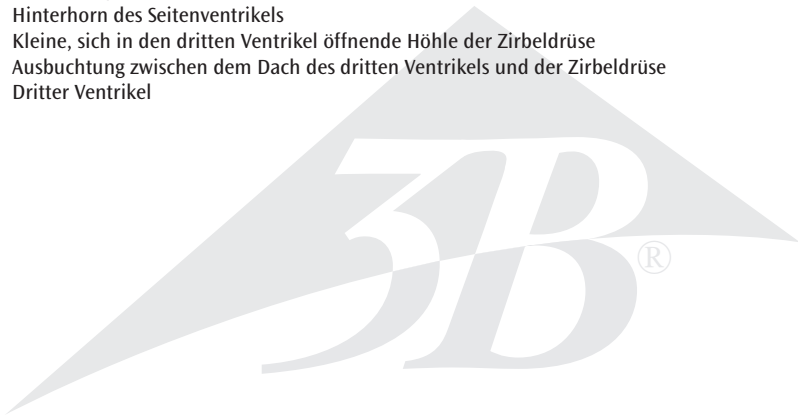 Hinterhorn des Seitenventrikels
Kleine, sich in den dritten Ventrikel öffnende Höhle der Zirbeldrüse
Ausbuchtung zwischen dem Dach des dritten Ventrikels und der Zirbeldrüse
Dritter Ventrikel
3B®